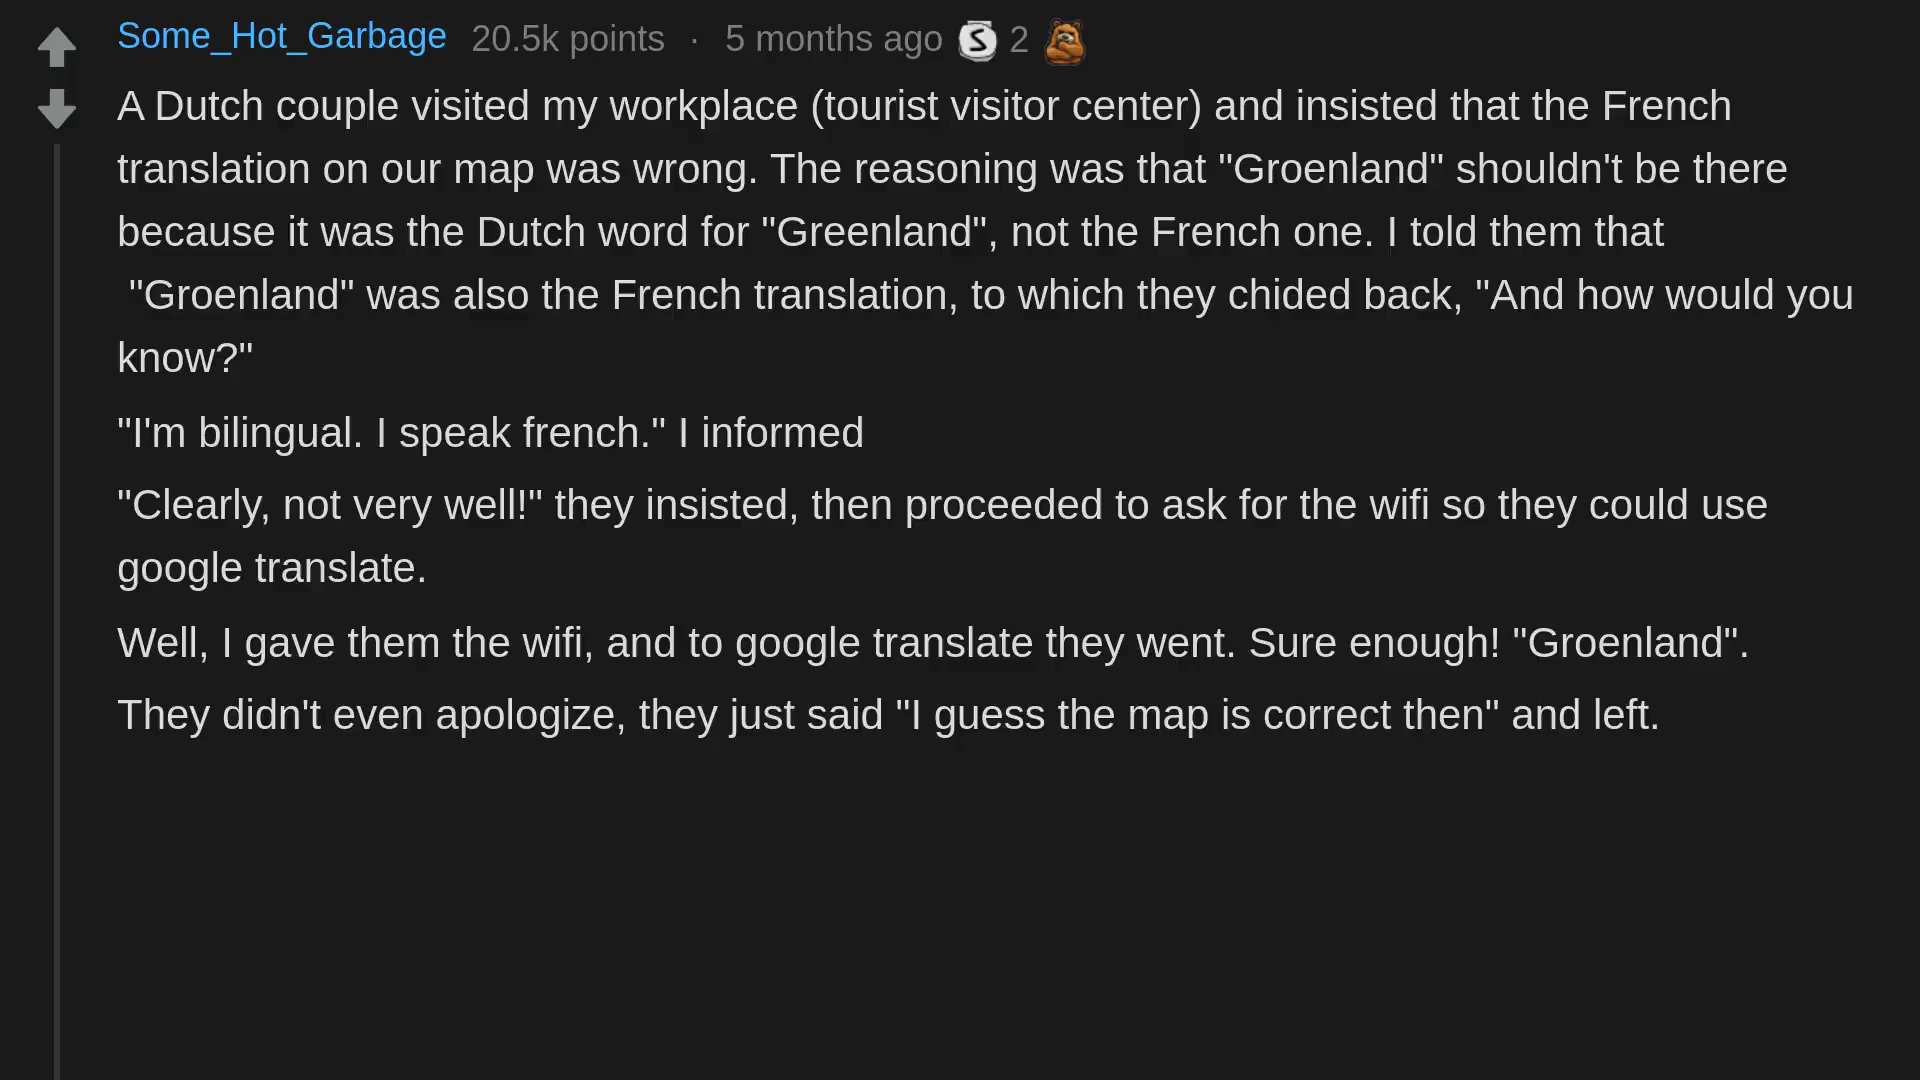 Some_Hot_Garbage 20.5k points · 5 months ago S 2
A Dutch couple visited my workplace (tourist visitor center) and insisted that the French
translation on our map was wrong. The reasoning was that "Groenland" shouldn't be there
because it was the Dutch word for "Greenland", not the French one. I told them that
"Groenland" was also the French translation, to which they chided back, "And how would you
know?"
"I'm bilingual. I speak french." I informed
"Clearly, not very well!" they insisted, then proceeded to ask for the wifi so they could use
google translate.
Well, I gave them the wifi, and to google translate they went. Sure enough! "Groenland".
They didn't even apologize, they just said "I guess the map is correct then" and left.